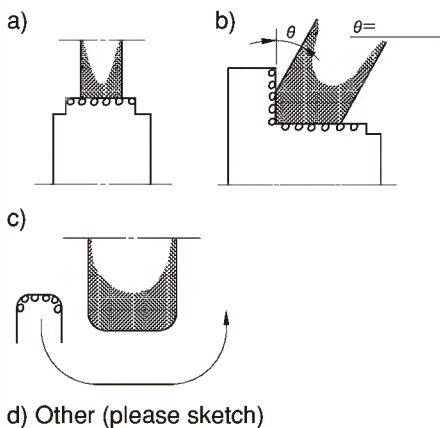 a)
b)
θ
θ=
c)
d) Other (please sketch)